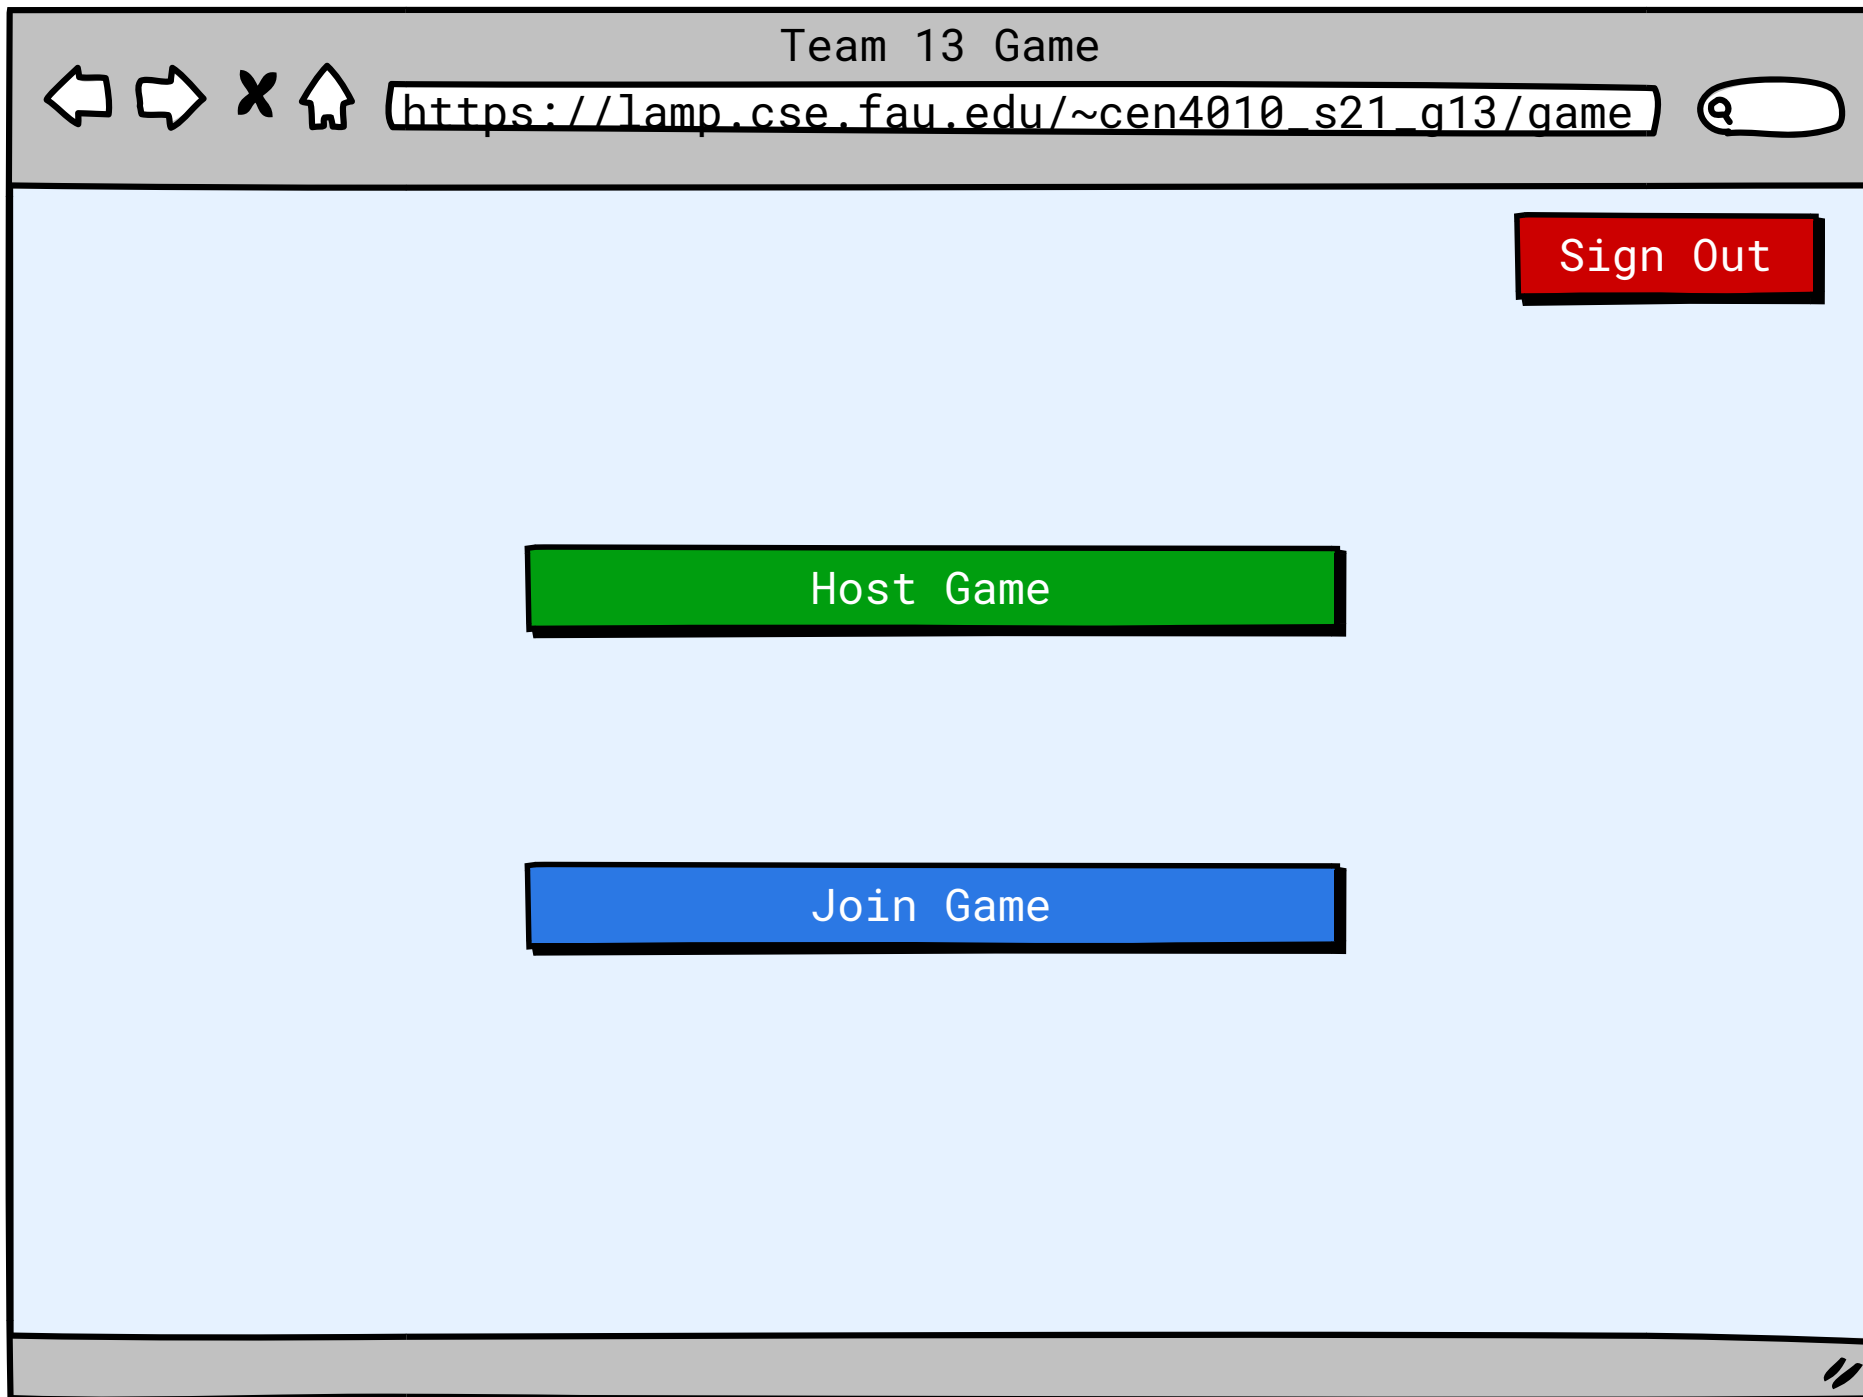 Team 13 Game
https://lamp.cse.fau.edu/~cen4010_s21_g13/game
Sign Out
Host Game
Join Game